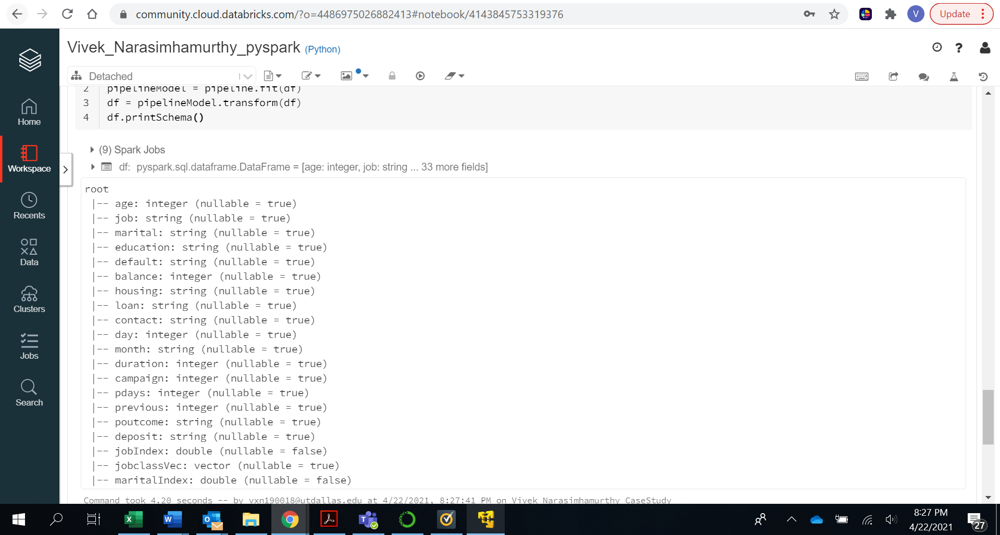 community.cloud.databricks.com/?o=4486975026882413#notebook/4143845753319376
V
Update
Vivek_Narasimhamurthy_pyspark (Python)
?
Detached
2 pipelineModel = pipeline.fit(df)
3 df = pipelineModel.transform(df)
4 df.printSchema()
(9) Spark Jobs
df: pyspark.sql.dataframe.DataFrame = [age: integer, job: string ... 33 more fields]
root
|-- age: integer (nullable = true)
|-- job: string (nullable = true)
|-- marital: string (nullable = true)
|-- education: string (nullable = true)
|-- default: string (nullable = true)
|-- balance: integer (nullable = true)
|-- housing: string (nullable = true)
|-- loan: string (nullable = true)
|-- contact: string (nullable = true)
|-- day: integer (nullable = true)
|-- month: string (nullable = true)
|-- duration: integer (nullable = true)
|-- campaign: integer (nullable = true)
|-- pdays: integer (nullable = true)
|-- previous: integer (nullable = true)
|-- poutcome: string (nullable = true)
|-- deposit: string (nullable = true)
|-- jobIndex: double (nullable = false)
|-- jobclassVec: vector (nullable = true)
|-- maritalIndex: double (nullable = false)
Command took 4.20 seconds -- by vxn190018@utdallas.edu at 4/22/2021, 8:27:41 PM on Vivek_Narasimhamurthy_CaseStudy
Home
Workspace
Recents
Data
Clusters
Jobs
Search
8:27 PM
4/22/2021
27